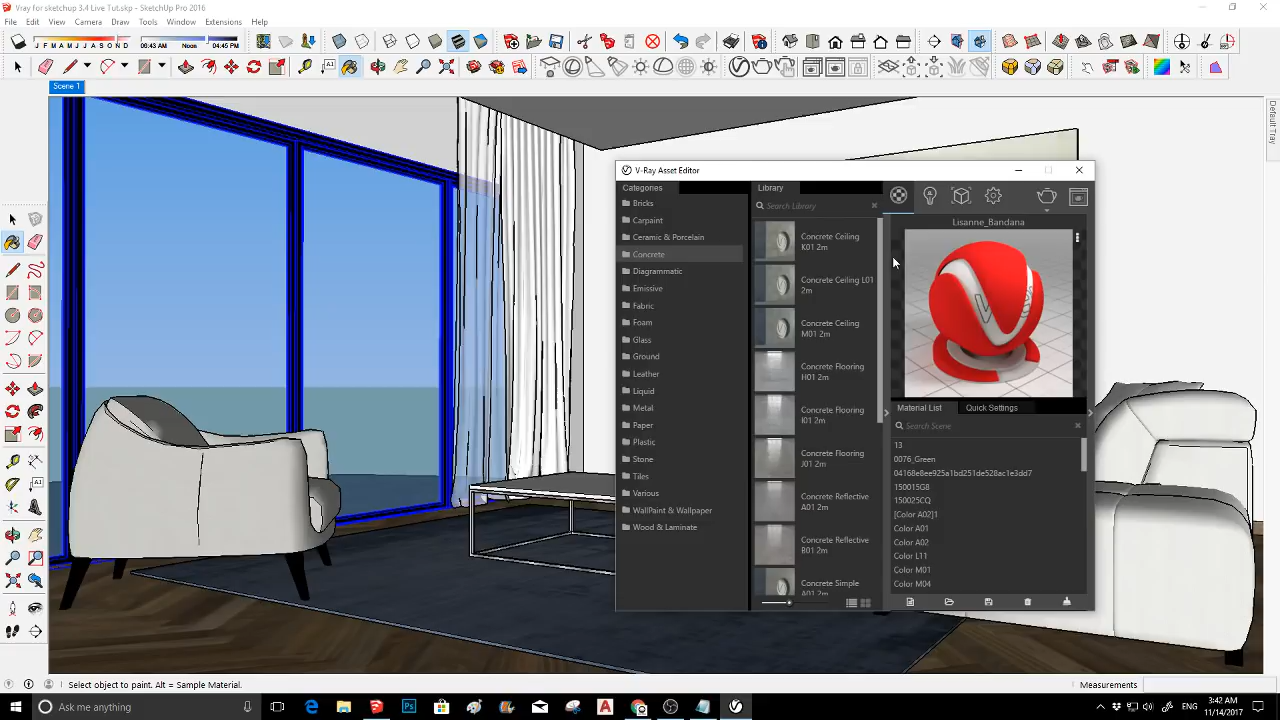 Vray for sketchup 3.4 Live Tut.skp - SketchUp Pro 2016
File Edit View Camera Draw Tools Window Extensions Help
J F M A M J J A S O N D 06:43 AM Noon 04:45 PM
Scene 1
Default Tray
V-Ray Asset Editor
Categories
Bricks
Carpaint
Ceramic & Porcelain
Concrete
Diagrammatic
Emissive
Fabric
Foam
Glass
Ground
Leather
Liquid
Metal
Paper
Plastic
Stone
Tiles
Various
WallPaint & Wallpaper
Wood & Laminate
Library
Search Library
Concrete Ceiling
K01 2m
Concrete Ceiling L01
2m
Concrete Ceiling
M01 2m
Concrete Flooring
H01 2m
Concrete Flooring
I01 2m
Concrete Flooring
J01 2m
Concrete Reflective
A01 2m
Concrete Reflective
B01 2m
Concrete Simple
A01 2m
Lisanne_Bandana
Material List Quick Settings
Search Scene
13
0076_Green
04168e8ee925a1bd251de528ac1e3dd7
150015G8
150025CQ
[Color A02]1
Color A01
Color A02
Color L11
Color M01
Color M04
Select object to paint. Alt = Sample Material.
Measurements
Ask me anything
3:42 AM
11/14/2017